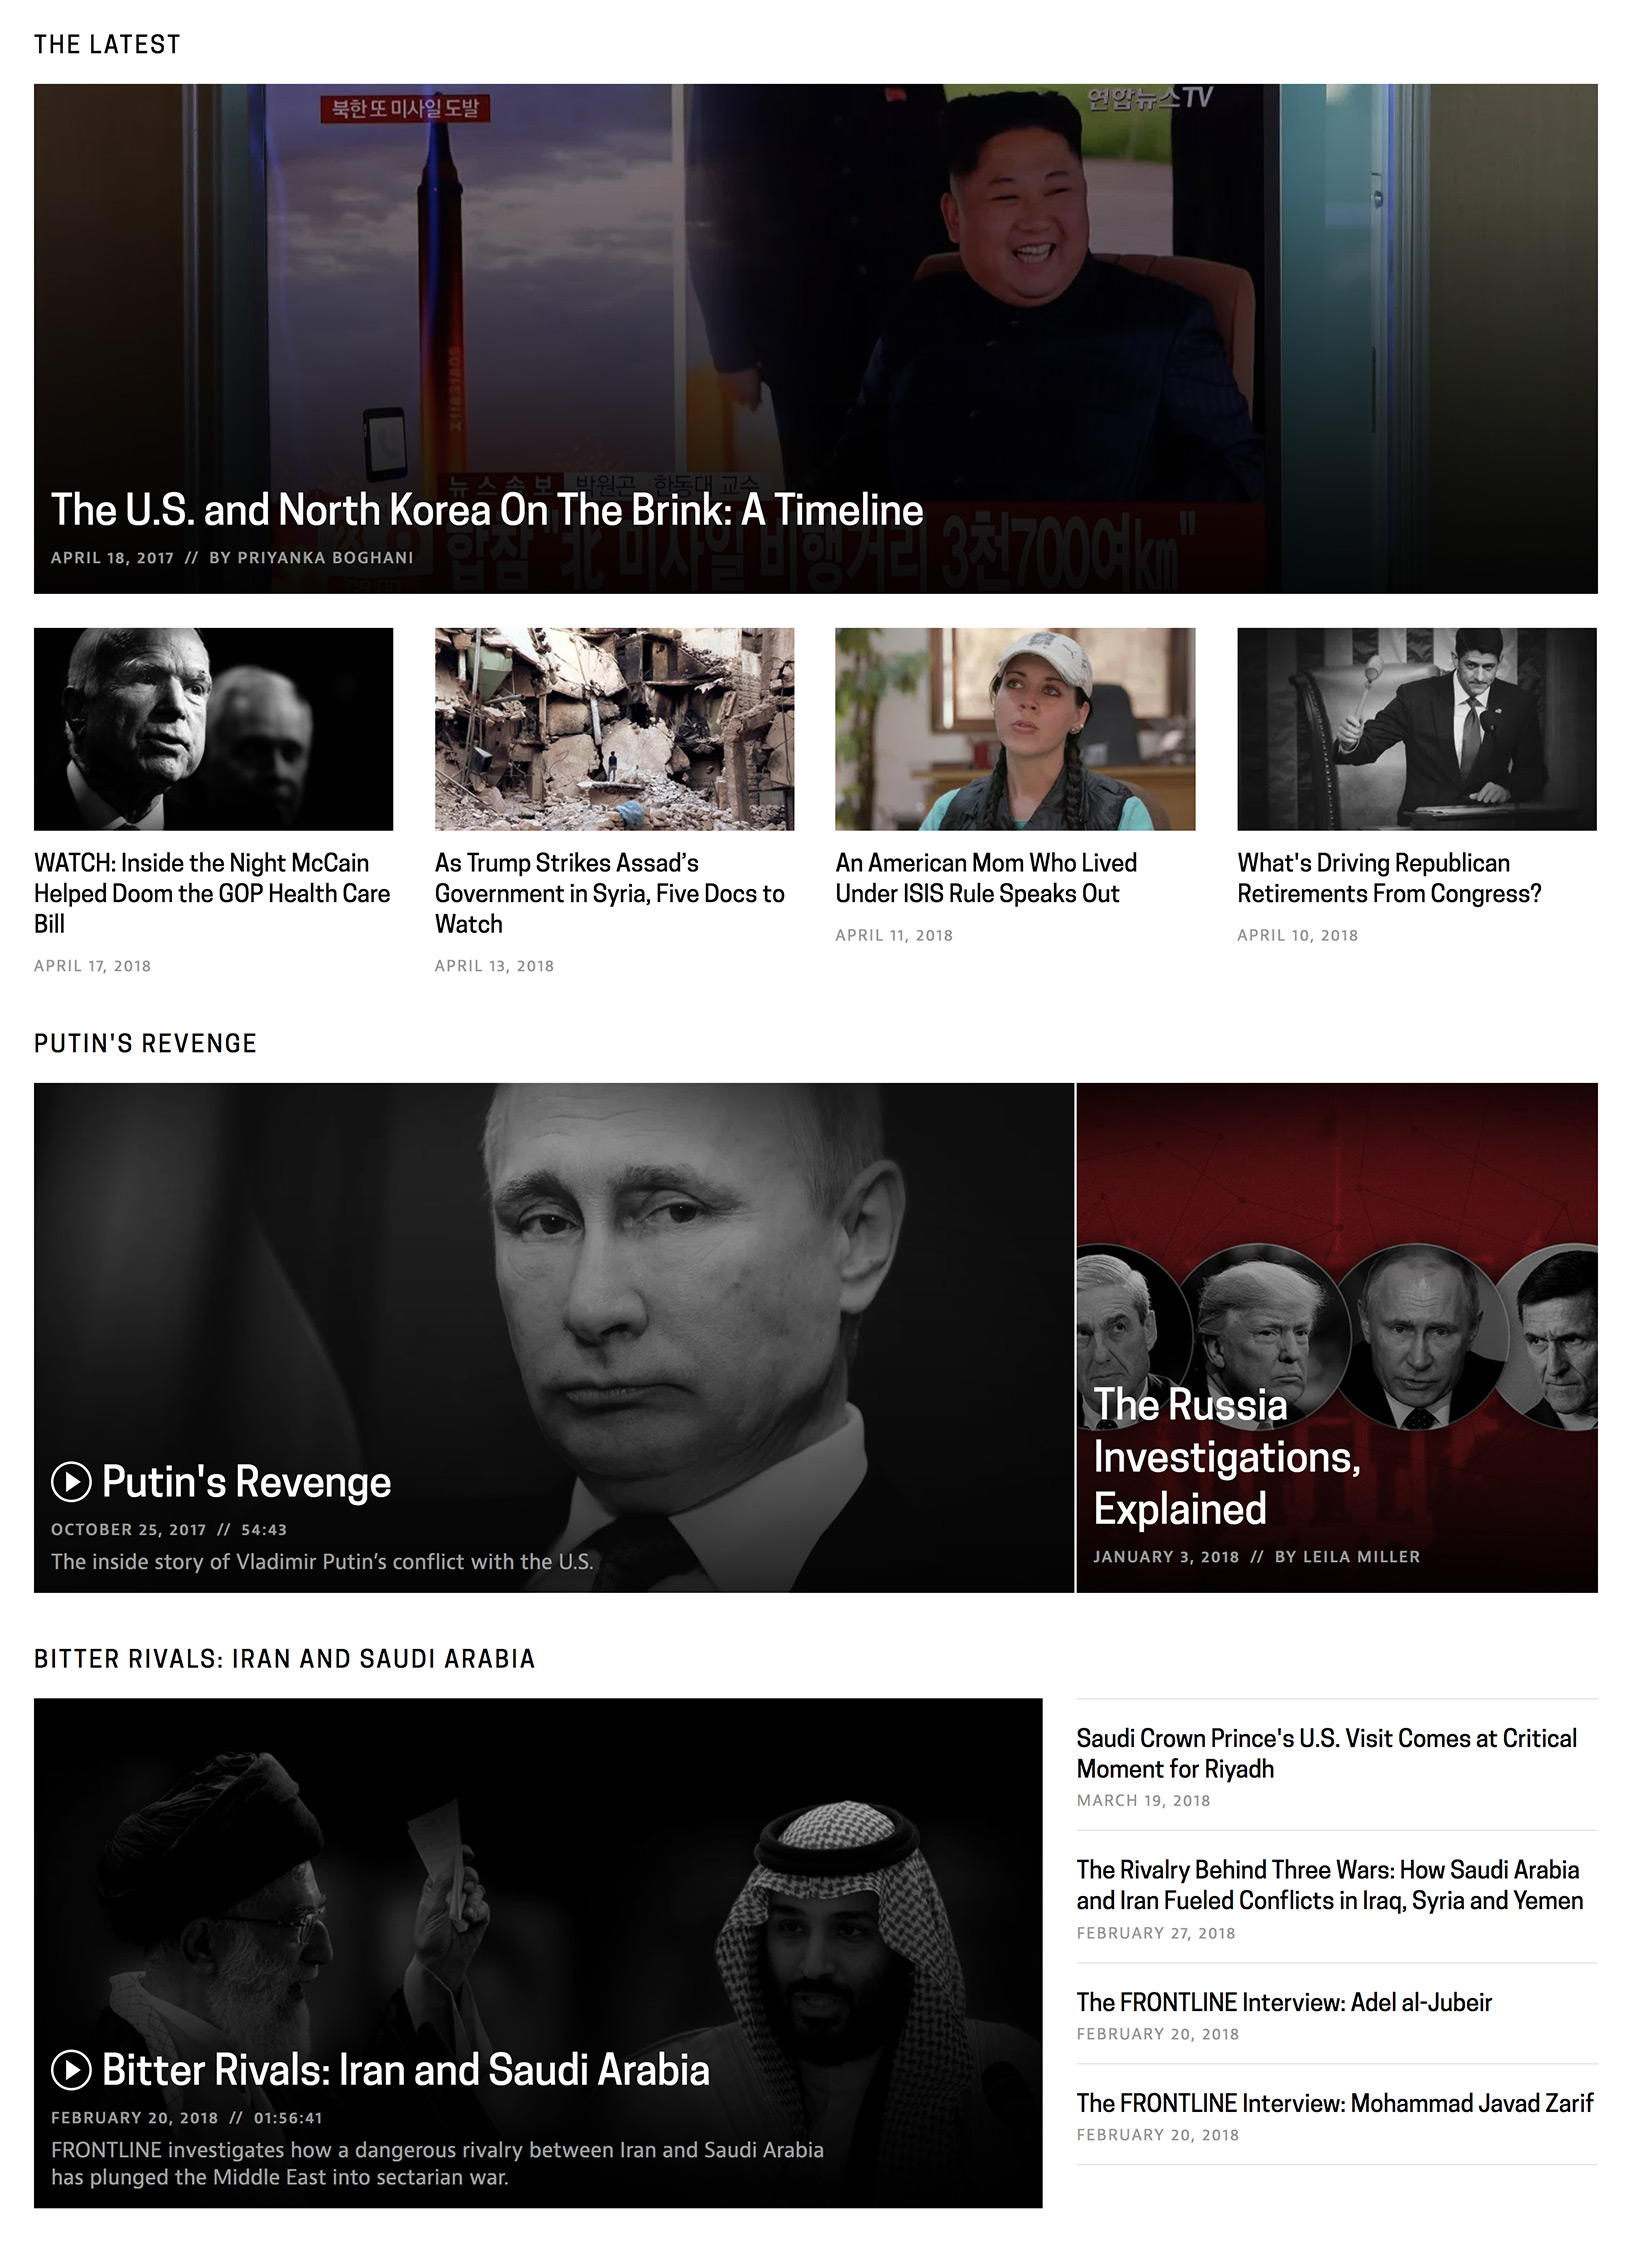 THE LATEST
북한 또 미사일 도발
연합뉴스TV
뉴스속보 박원곤 한동대 교수
The U.S. and North Korea On The Brink: A Timeline
합참 "北 미사일 비행거리 3천700여km"
APRIL 18, 2017 // BY PRIYANKA BOGHANI
WATCH: Inside the Night McCain
Helped Doom the GOP Health Care
Bill
APRIL 17, 2018
As Trump Strikes Assad’s
Government in Syria, Five Docs to
Watch
APRIL 13, 2018
An American Mom Who Lived
Under ISIS Rule Speaks Out
APRIL 11, 2018
What's Driving Republican
Retirements From Congress?
APRIL 10, 2018
PUTIN'S REVENGE
Putin's Revenge
OCTOBER 25, 2017 // 54:43
The inside story of Vladimir Putin’s conflict with the U.S.
The Russia
Investigations,
Explained
JANUARY 3, 2018 // BY LEILA MILLER
BITTER RIVALS: IRAN AND SAUDI ARABIA
Bitter Rivals: Iran and Saudi Arabia
FEBRUARY 20, 2018 // 01:56:41
FRONTLINE investigates how a dangerous rivalry between Iran and Saudi Arabia
has plunged the Middle East into sectarian war.
Saudi Crown Prince's U.S. Visit Comes at Critical
Moment for Riyadh
MARCH 19, 2018
The Rivalry Behind Three Wars: How Saudi Arabia
and Iran Fueled Conflicts in Iraq, Syria and Yemen
FEBRUARY 27, 2018
The FRONTLINE Interview: Adel al-Jubeir
FEBRUARY 20, 2018
The FRONTLINE Interview: Mohammad Javad Zarif
FEBRUARY 20, 2018